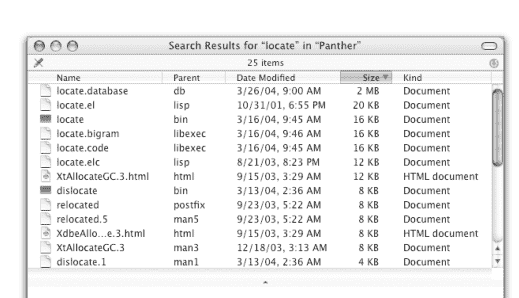 Search Results for “locate” in “Panther”
25 items
Name Parent Date Modified Size Kind
locate.database db 3/26/04, 9:00 AM 2 MB Document
locate.el lisp 10/31/01, 6:55 PM 20 KB Document
locate bin 3/16/04, 9:45 AM 16 KB Document
locate.bigram libexec 3/16/04, 9:46 AM 16 KB Document
locate.code libexec 3/16/04, 9:45 AM 16 KB Document
locate.elc lisp 8/21/03, 8:23 PM 12 KB Document
XtAllocateGC.3.html html 9/15/03, 3:29 AM 12 KB HTML document
dislocate bin 3/13/04, 2:36 AM 8 KB Document
relocated postfix 9/23/03, 5:22 AM 8 KB Document
relocated.5 man5 9/23/03, 5:22 AM 8 KB Document
XdbeAllo...e.3.html html 9/15/03, 3:29 AM 8 KB HTML document
XtAllocateGC.3 man3 12/18/03, 3:13 AM 8 KB Document
dislocate.1 man1 3/13/04, 2:36 AM 4 KB Document